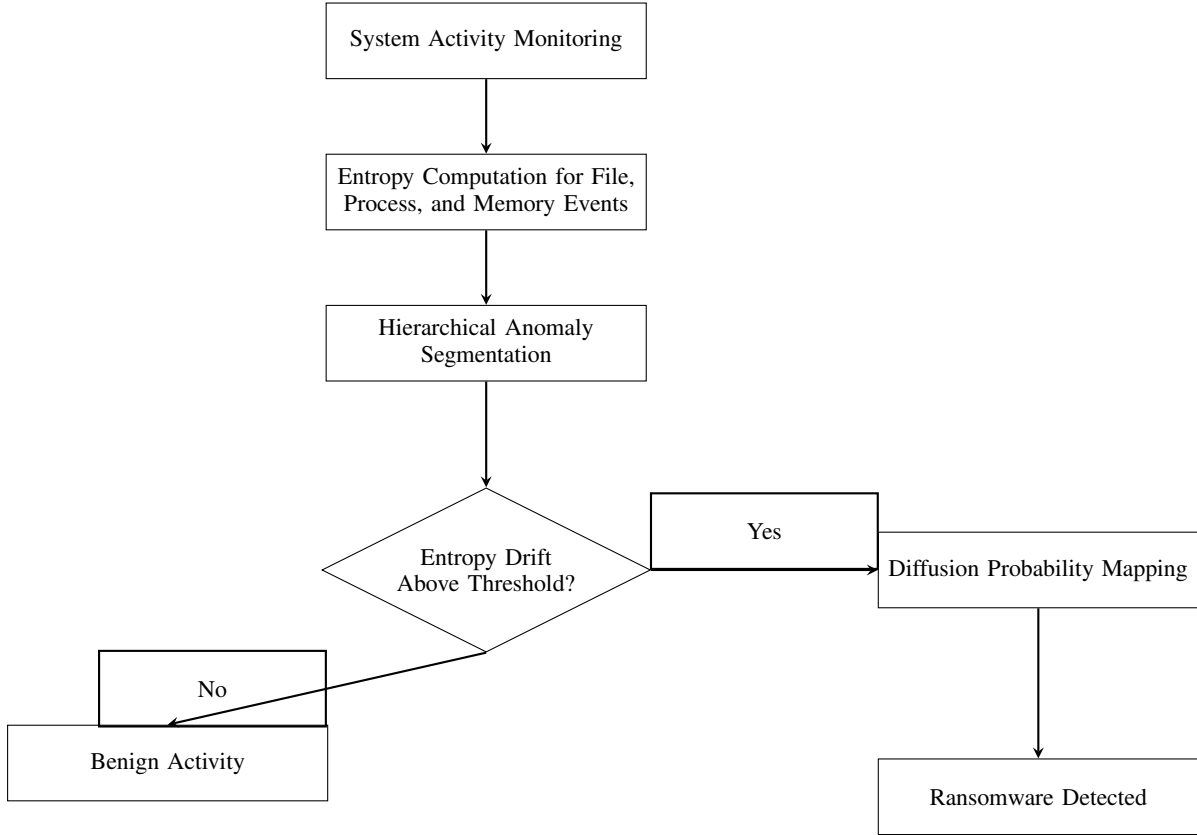 System Activity Monitoring
Entropy Computation for File,
Process, and Memory Events
Hierarchical Anomaly
Segmentation
Entropy Drift
Above Threshold?
Yes
Diffusion Probability Mapping
No
Benign Activity
Ransomware Detected